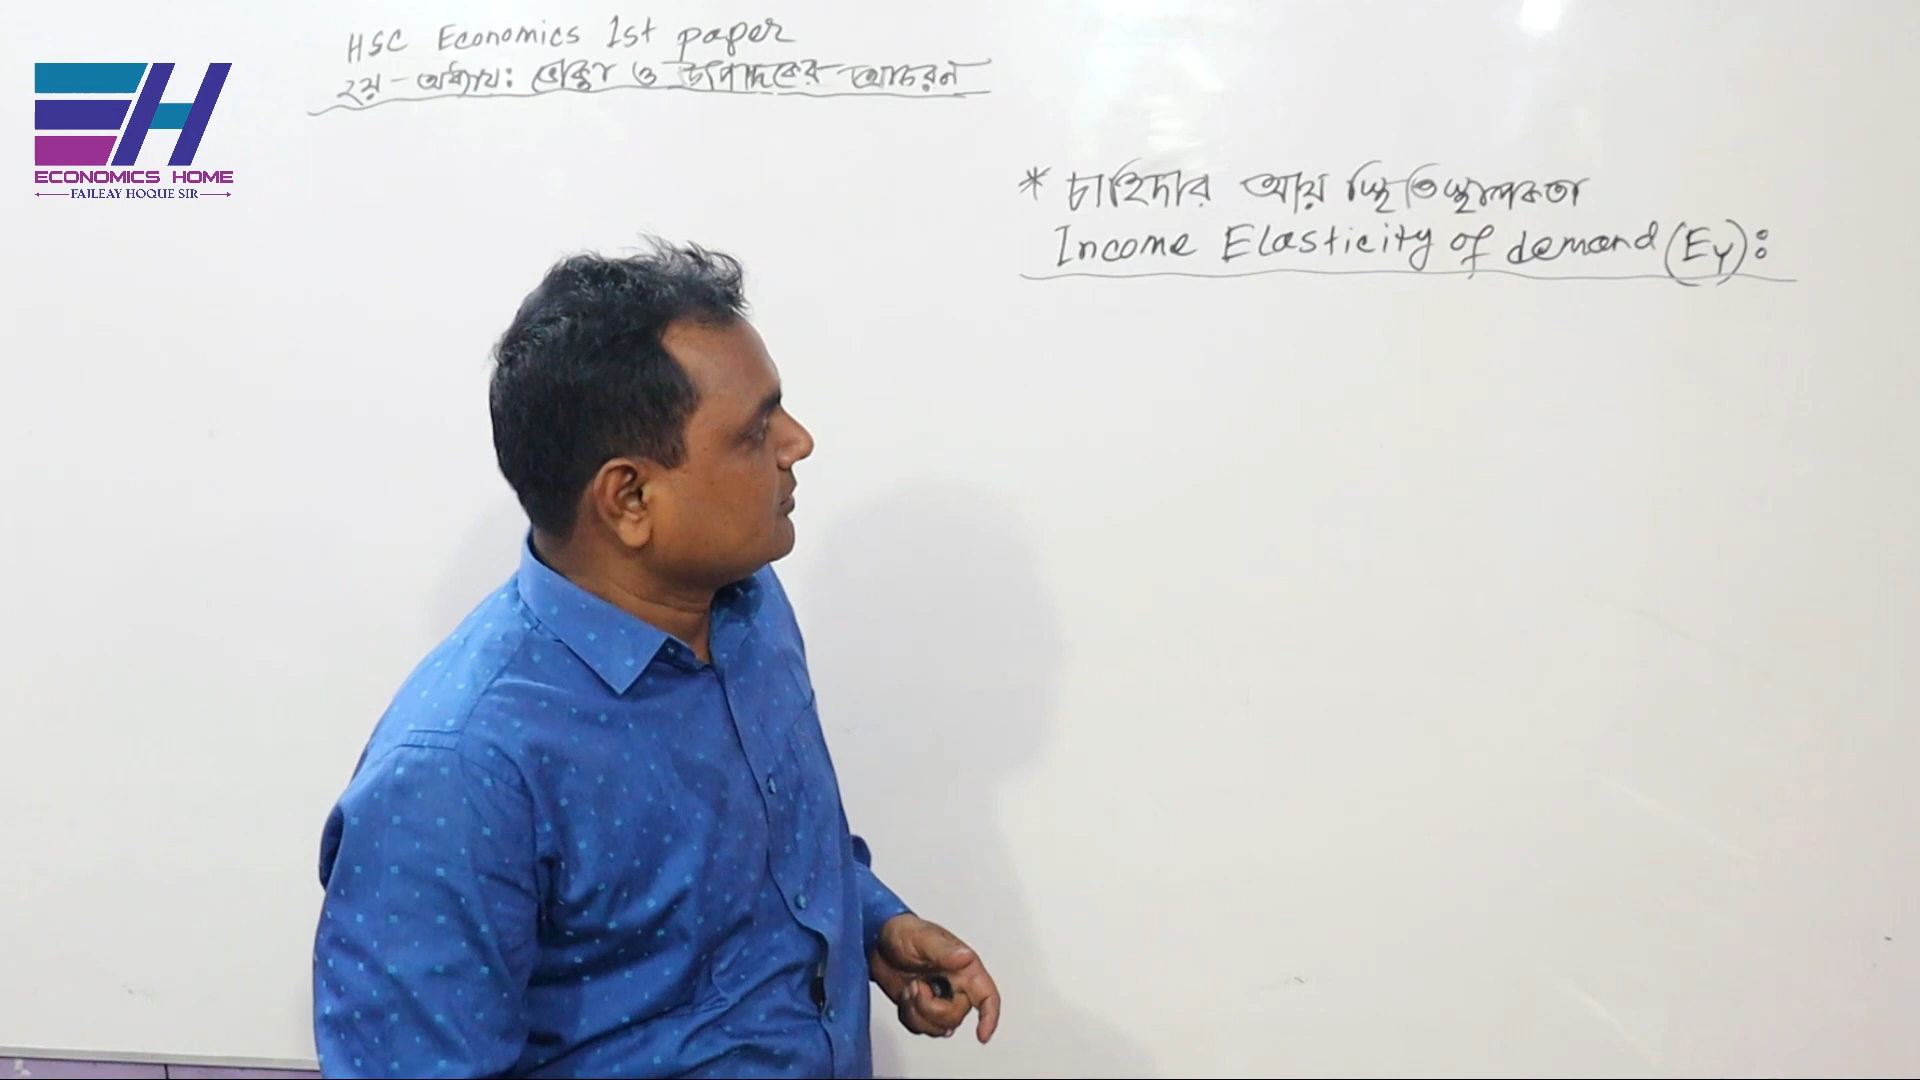 HSC Economics 1st paper
২য়-অধ্যায়: ভোক্তা ও উৎপাদকের আচরন
ECONOMICS HOME
FAILEAY HOQUE SIR
* চাহিদার আয় স্থিতিস্থাপকতা
Income Elasticity of demand (Ey):